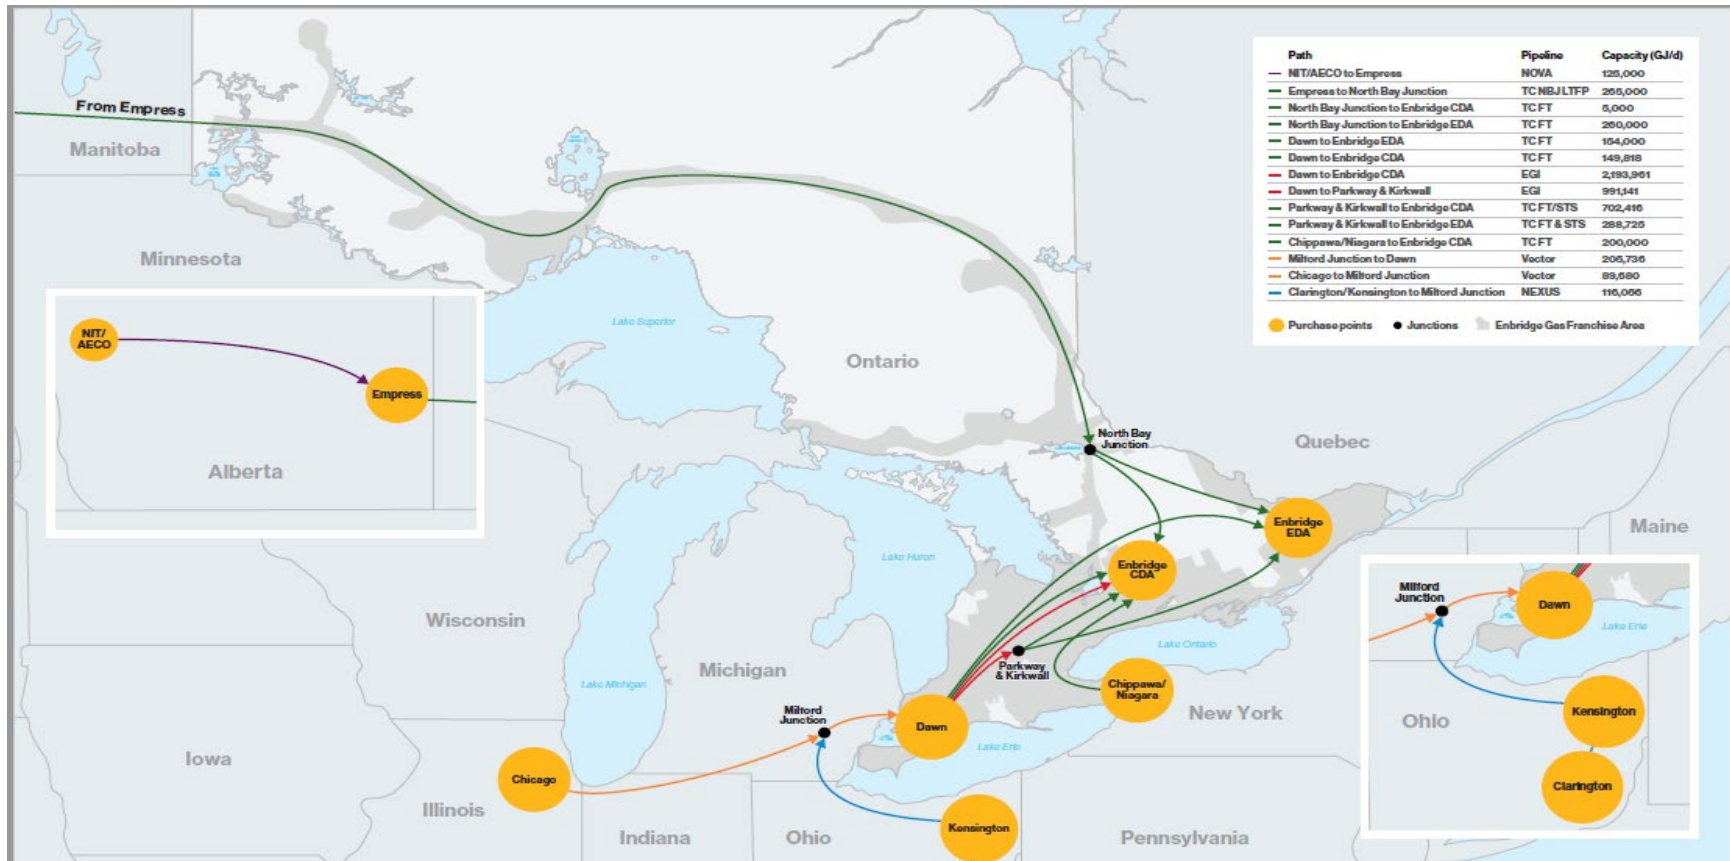 Path Pipeline Capacity (GJ/d)
NIT/AECO to Empress NOVA 125,000
Empress to North Bay Junction TC NBJ LTFP 265,000
North Bay Junction to Enbridge CDA TC FT 5,000
North Bay Junction to Enbridge EDA TC FT 260,000
Dawn to Enbridge EDA TC FT 154,000
Dawn to Enbridge CDA TC FT 149,818
Dawn to Enbridge CDA EGI 2,193,961
Dawn to Parkway & Kirkwall EGI 991,141
Parkway & Kirkwall to Enbridge CDA TC FT/STS 702,416
Parkway & Kirkwall to Enbridge EDA TC FT & STS 288,725
Chippawa/Niagara to Enbridge CDA TC FT 200,000
Milford Junction to Dawn Vector 206,736
Chicago to Milford Junction Vector 89,680
Clarington/Kensington to Milford Junction NEXUS 116,056
Purchase points Junctions Enbridge Gas Franchise Area
From Empress
Manitoba
Minnesota
Lake Superior
Ontario
NIT/
AECO
Empress
Alberta
North Bay
Junction
Quebec
Enbridge
EDA
Maine
Lake Huron
Enbridge
CDA
Wisconsin
Michigan
Lake Michigan
Parkway
& Kirkwall
Lake Ontario
Chippawa/
Niagara
New York
Milford
Junction
Dawn
Lake Erie
Iowa
Chicago
Illinois
Indiana
Ohio
Kensington
Pennsylvania
Milford
Junction
Dawn
Lake Erie
Kensington
Ohio
Clarington